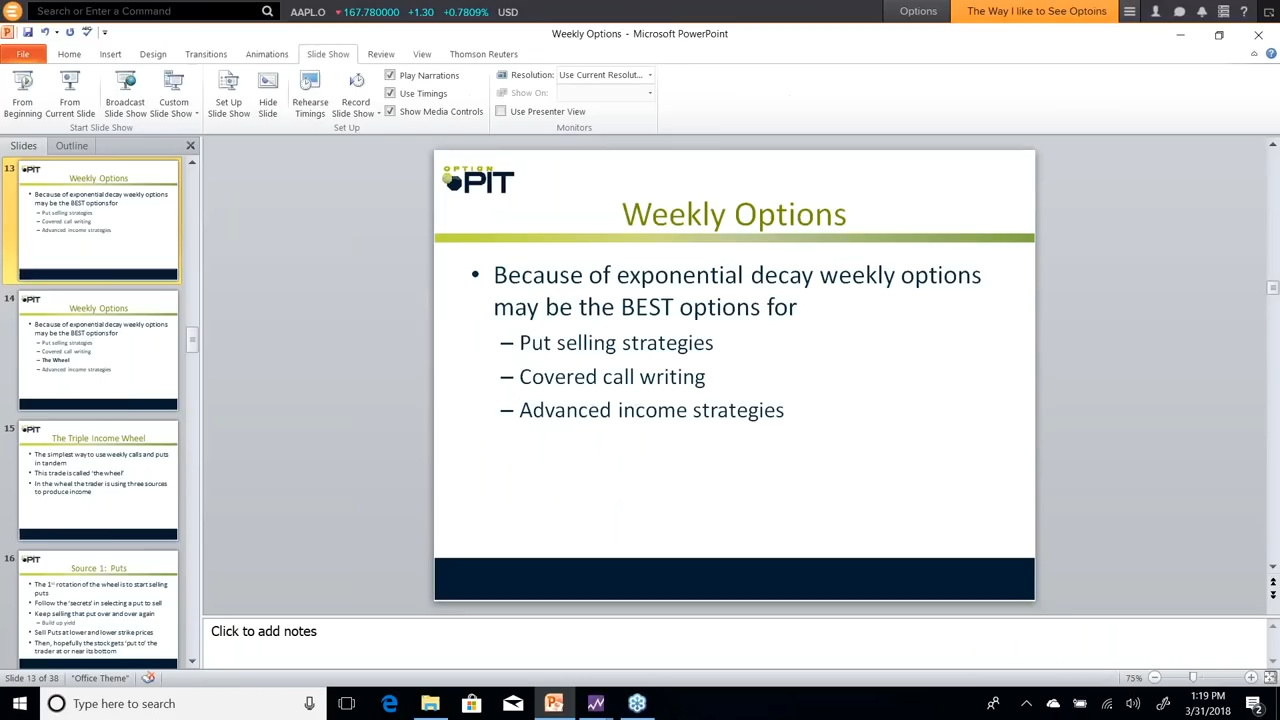 Search or Enter a Command
AAPL.O 167.780000 +1.30 +0.7809% USD
Options
The Way I like to See Optoins
Weekly Options - Microsoft PowerPoint
File Home Insert Design Transitions Animations Slide Show Review View Thomson Reuters
From Beginning
From Current Slide
Broadcast Slide Show
Custom Slide Show
Set Up Slide Show
Hide Slide
Rehearse Timings
Record Slide Show
Play Narrations
Use Timings
Show Media Controls
Resolution: Use Current Resolut...
Show On:
Use Presenter View
Start Slide Show
Set Up
Monitors
Slides Outline
13
PIT
Weekly Options
Because of exponential decay weekly options
may be the BEST options for
– Put selling strategies
– Covered call writing
– Advanced income strategies
14
PIT
Weekly Options
Because of exponential decay weekly options
may be the BEST options for
– Put selling strategies
– Covered call writing
– The Wheel
– Advanced income strategies
15
PIT
The Triple Income Wheel
The simplest way to use weekly calls and puts
in tandem
This trade is called 'the wheel'
In the wheel the trader is using three sources
to produce income
16
PIT
Source 1: Puts
The 1st rotation of the wheel is to start selling
puts
Follow the 'secrets' in selecting a put to sell
Keep selling that put over and over again
– Build up yield
Sell Puts at lower and lower strike prices
Then, hopefully the stock gets 'put to' the
trader at or near its bottom
OPTION
PIT
Weekly Options
• Because of exponential decay weekly options
may be the BEST options for
– Put selling strategies
– Covered call writing
– Advanced income strategies
Click to add notes
Slide 13 of 38 "Office Theme" 75%
Type here to search
1:19 PM
3/31/2018
2